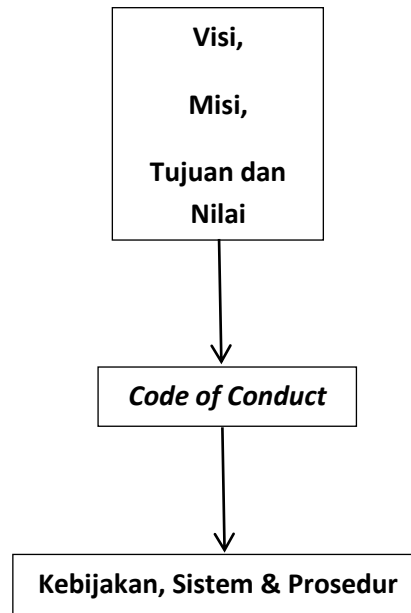 Visi,
Misi,
Tujuan dan
Nilai
Code of Conduct
Kebijakan, Sistem & Prosedur